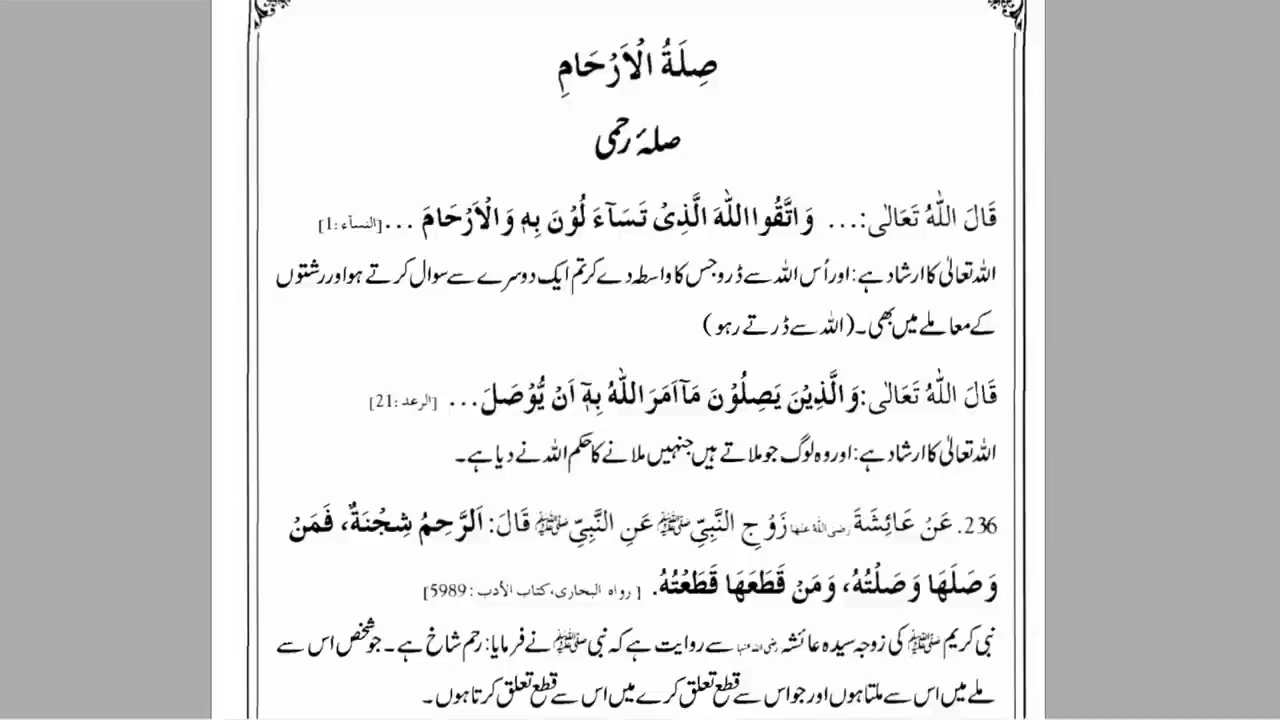 صِلَةُ الْاَرْحَامِ
صلۂ رحمی
قَالَ اللّٰهُ تَعَالٰى:... وَ اتَّقُوا اللّٰهَ الَّذِيْ تَسَآءَ لُوْنَ بِهٖ وَ الْاَرْحَامَ ... [النساء:1]
اللہ تعالیٰ کا ارشاد ہے: اور اُس اللہ سے ڈرو جس کا واسطہ دے کر تم ایک دوسرے سے سوال کرتے ہو اور رشتوں
کے معاملے میں بھی۔ (اللہ سے ڈرتے رہو)
قَالَ اللّٰهُ تَعَالٰى: وَ الَّذِيْنَ يَصِلُوْنَ مَآ اَمَرَ اللّٰهُ بِهٖٓ اَنْ يُّوْصَلَ... [الرعد:21]
اللہ تعالیٰ کا ارشاد ہے: اور وہ لوگ جو ملاتے ہیں جنہیں ملانے کا حکم اللہ نے دیا ہے۔
236. عَنْ عَائِشَةَ رضی اللہ عنہا زَوْجِ النَّبِيِّ ﷺ عَنِ النَّبِيِّ ﷺ قَالَ: اَلرَّحِمُ شِجْنَةٌ، فَمَنْ
وَصَلَهَا وَصَلْتُهُ، وَمَنْ قَطَعَهَا قَطَعْتُهُ. [رواه البخاري، كتاب الأدب: 5989]
نبی کریم ﷺ کی زوجہ سیدہ عائشہ رضی اللہ عنہا سے روایت ہے کہ نبی ﷺ نے فرمایا: رحم شاخ ہے۔ جو شخص اس سے
ملے میں اس سے ملتا ہوں اور جو اس سے قطع تعلق کرے میں اس سے قطع تعلق کرتا ہوں۔